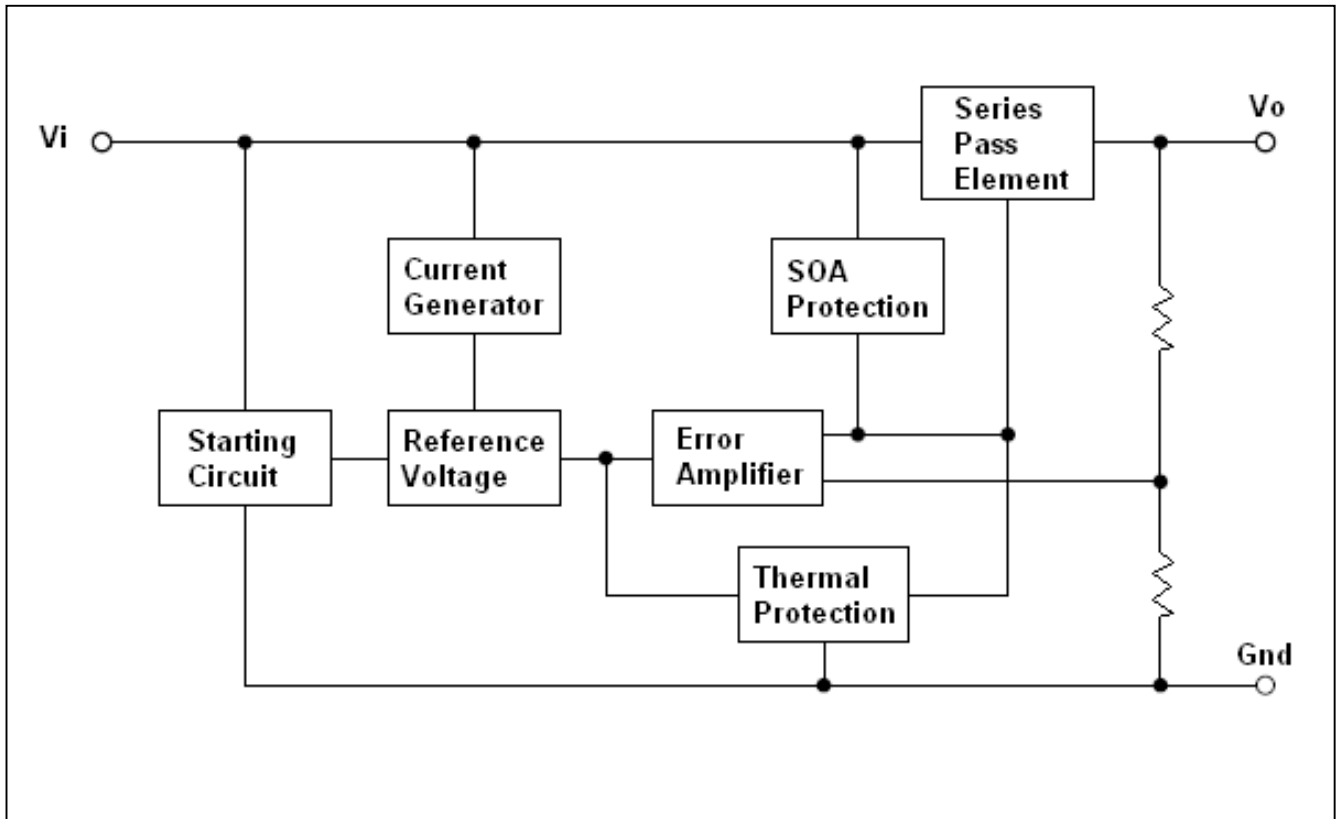 Vi
Series
Pass
Element
Vo
Current
Generator
SOA
Protection
Starting
Circuit
Reference
Voltage
Error
Amplifier
Thermal
Protection
Gnd